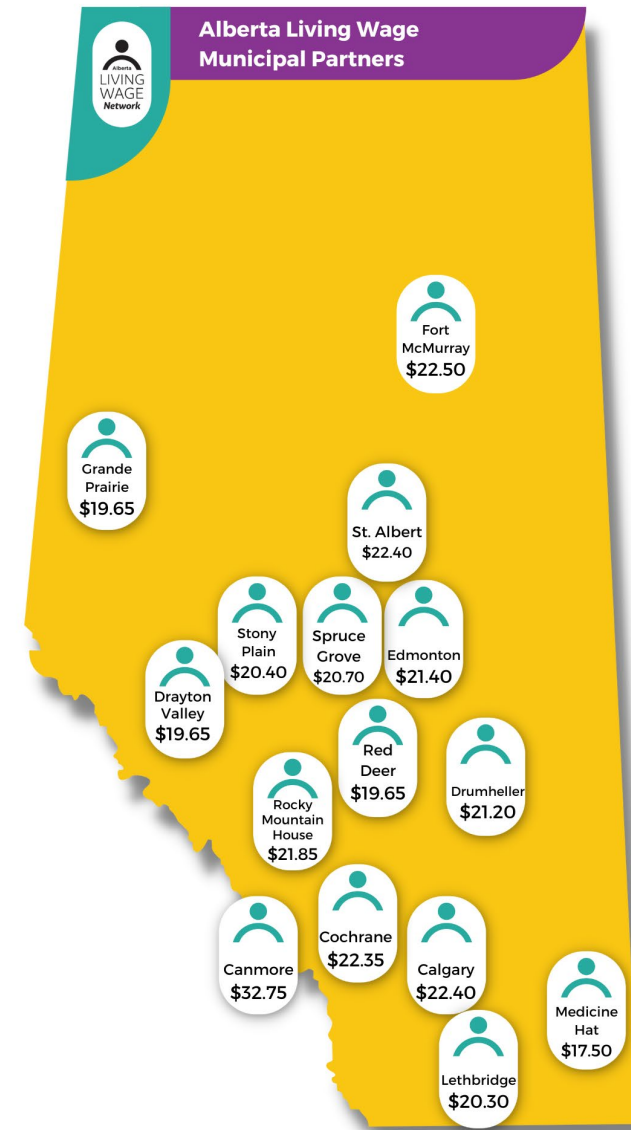 Alberta Living Wage
Municipal Partners
Alberta
LIVING
WAGE
Network
Fort
McMurray
$22.50
Grande
Prairie
$19.65
St. Albert
$22.40
Stony
Plain
$20.40
Spruce
Grove
$20.70
Edmonton
$21.40
Drayton
Valley
$19.65
Red
Deer
$19.65
Drumheller
$21.20
Rocky
Mountain
House
$21.85
Cochrane
$22.35
Canmore
$32.75
Calgary
$22.40
Medicine
Hat
$17.50
Lethbridge
$20.30